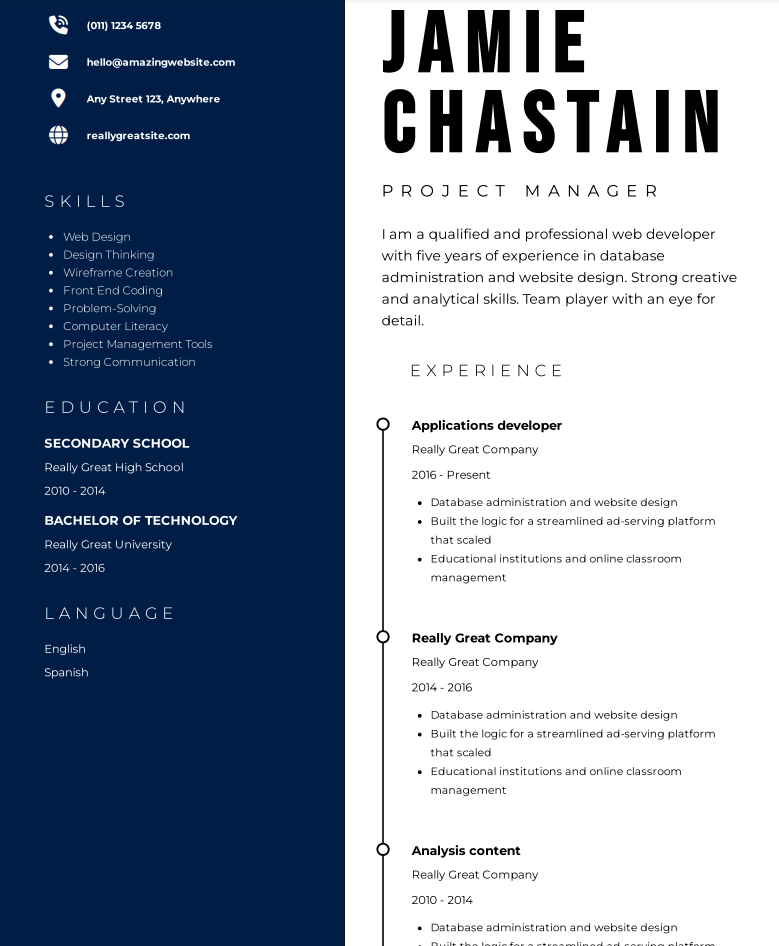 (011) 1234 5678
hello@amazingwebsite.com
Any Street 123, Anywhere
reallygreatsite.com
SKILLS
• Web Design
• Design Thinking
• Wireframe Creation
• Front End Coding
• Problem-Solving
• Computer Literacy
• Project Management Tools
• Strong Communication
EDUCATION
SECONDARY SCHOOL
Really Great High School
2010 - 2014
BACHELOR OF TECHNOLOGY
Really Great University
2014 - 2016
LANGUAGE
English
Spanish
JAMIE
CHASTAIN
PROJECT MANAGER
I am a qualified and professional web developer
with five years of experience in database
administration and website design. Strong creative
and analytical skills. Team player with an eye for
detail.
EXPERIENCE
Applications developer
Really Great Company
2016 - Present
• Database administration and website design
• Built the logic for a streamlined ad-serving platform
that scaled
• Educational institutions and online classroom
management
Really Great Company
Really Great Company
2014 - 2016
• Database administration and website design
• Built the logic for a streamlined ad-serving platform
that scaled
• Educational institutions and online classroom
management
Analysis content
Really Great Company
2010 - 2014
• Database administration and website design
• Built the logic for a streamlined ad-serving platform